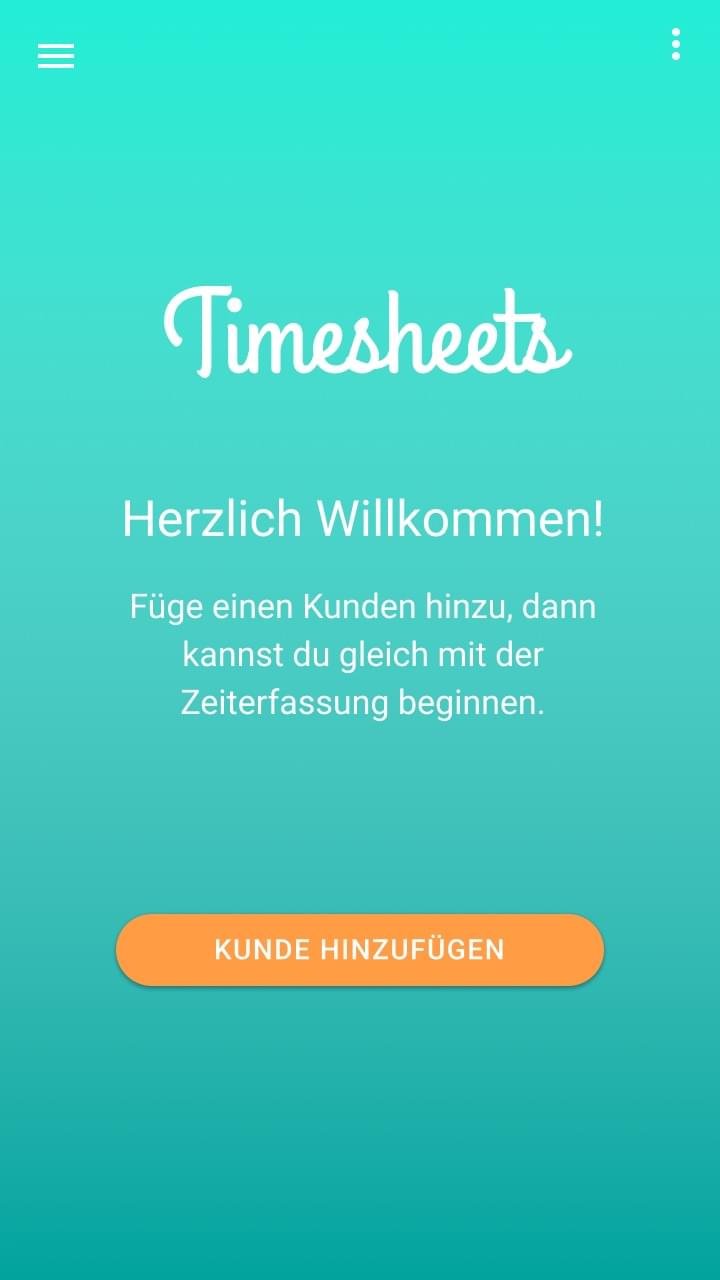 Timesheets
Herzlich Willkommen!
Füge einen Kunden hinzu, dann
kannst du gleich mit der
Zeiterfassung beginnen.
KUNDE HINZUFÜGEN